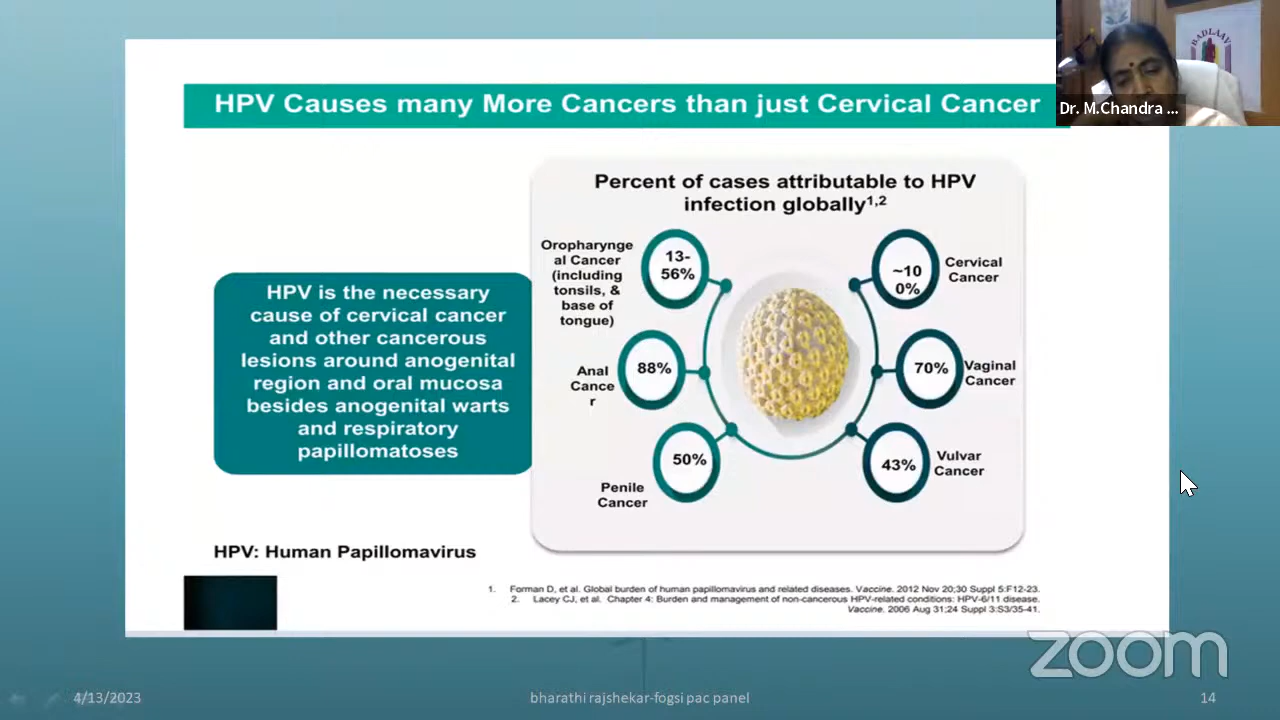 HPV Causes many More Cancers than just Cervical Cancer
BADLAAV
Dr. M.Chandra ...
Percent of cases attributable to HPV
infection globally1,2
Oropharynge
al Cancer
(including
tonsils, &
base of
tongue)
13-
56%
~10
0%
Cervical
Cancer
HPV is the necessary
cause of cervical cancer
and other cancerous
lesions around anogenital
region and oral mucosa
besides anogenital warts
and respiratory
papillomatoses
Anal
Cance
r
88%
70%
Vaginal
Cancer
50%
Penile
Cancer
43%
Vulvar
Cancer
HPV: Human Papillomavirus
1. Forman D, et al. Global burden of human papillomavirus and related diseases. Vaccine. 2012 Nov 20;30 Suppl 5:F12-23.
2. Lacey CJ, et al. Chapter 4: Burden and management of non-cancerous HPV-related conditions: HPV-6/11 disease.
Vaccine. 2006 Aug 31;24 Suppl 3:S3/35-41.
zoom
4/13/2023
bharathi rajshekar-fogsi pac panel
14